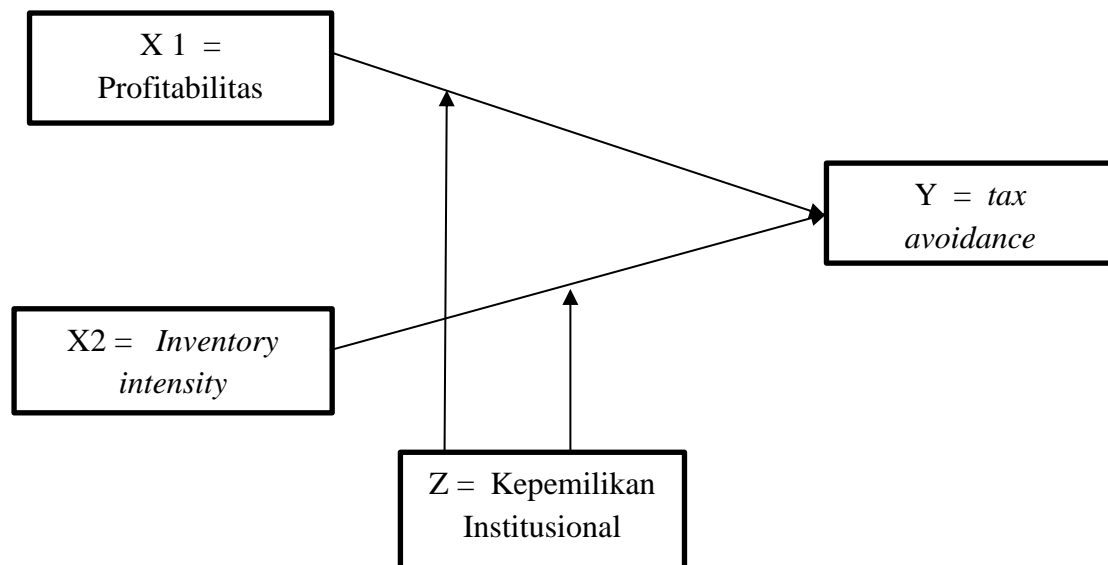 X 1 =
Profitabilitas
Y = tax
avoidance
X2 = Inventory
intensity
Z = Kepemilikan
Institusional